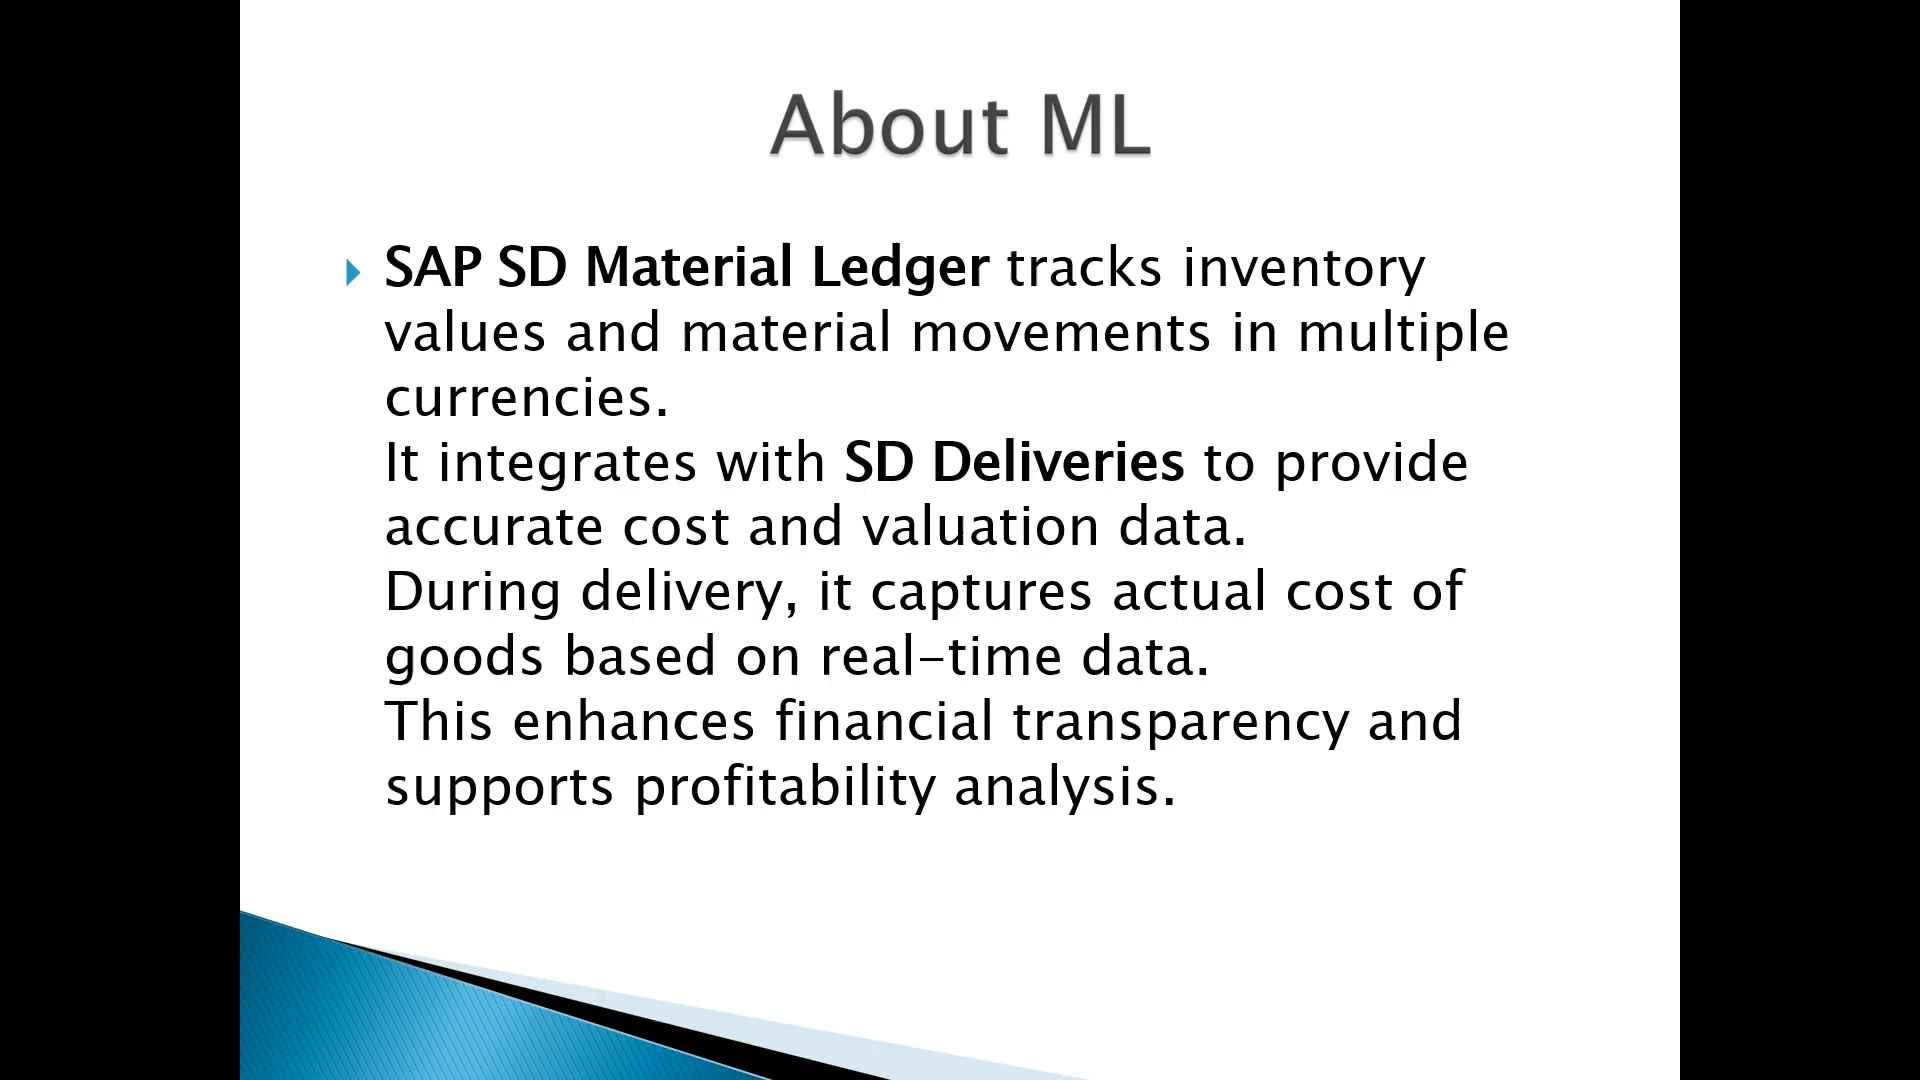 About ML
SAP SD Material Ledger tracks inventory
values and material movements in multiple
currencies.
It integrates with SD Deliveries to provide
accurate cost and valuation data.
During delivery, it captures actual cost of
goods based on real-time data.
This enhances financial transparency and
supports profitability analysis.